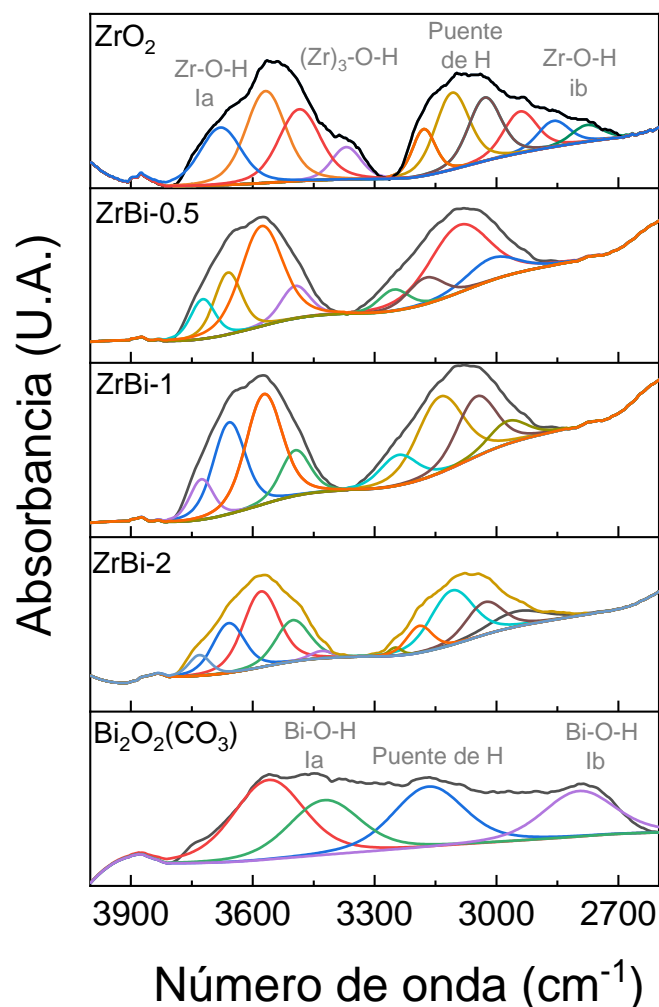 ZrO₂
Zr-O-H
Ia
(Zr)₃-O-H
Puente
de H
Zr-O-H
ib
ZrBi-0.5
ZrBi-1
ZrBi-2
Bi₂O₂(CO₃)
Bi-O-H
Ia
Puente de H
Bi-O-H
Ib
Absorbancia (U.A.)
3900 3600 3300 3000 2700
Número de onda (cm⁻¹)